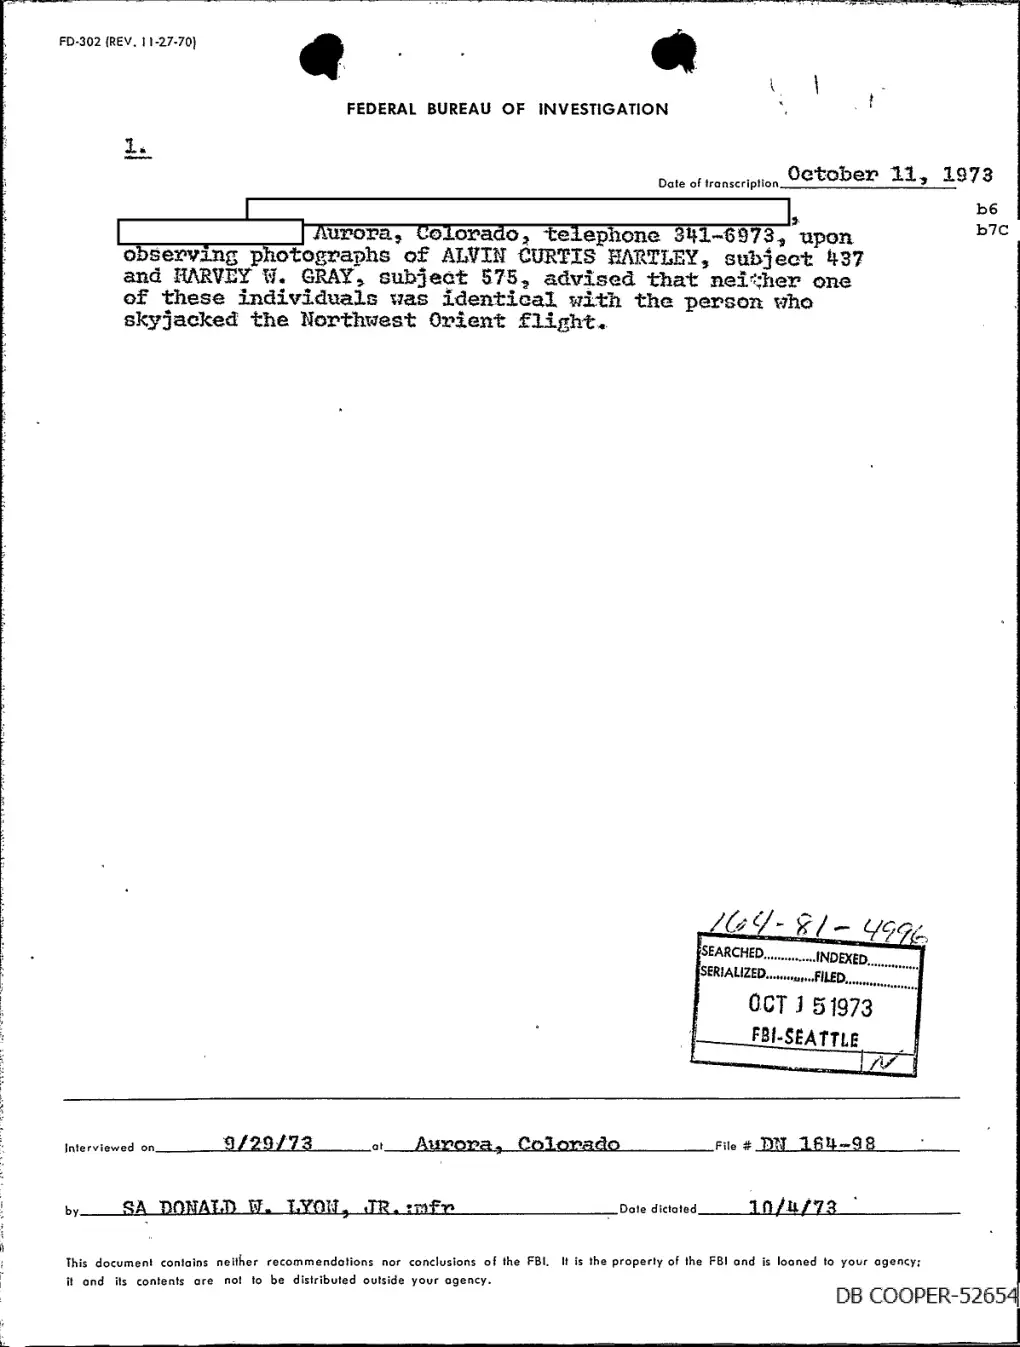 FD-302 (REV. 11-27-70)
FEDERAL BUREAU OF INVESTIGATION
1.
Date of transcription October 11, 1973
b6
b7C
,
Aurora, Colorado, telephone 341-6973, upon
observing photographs of ALVIN CURTIS HARTLEY, subject 437
and HARVEY W. GRAY, subject 575, advised that neither one
of these individuals was identical with the person who
skyjacked the Northwest Orient flight.
164-81-4996
SEARCHED..............INDEXED..............
SERIALIZED.............FILED....................
OCT 15 1973
FBI-SEATTLE
Interviewed on 9/29/73 at Aurora, Colorado File # DN 164-98
by SA DONALD W. LYON, JR.:mfr Date dictated 10/4/73
This document contains neither recommendations nor conclusions of the FBI. It is the property of the FBI and is loaned to your agency;
it and its contents are not to be distributed outside your agency.
DB COOPER-52654